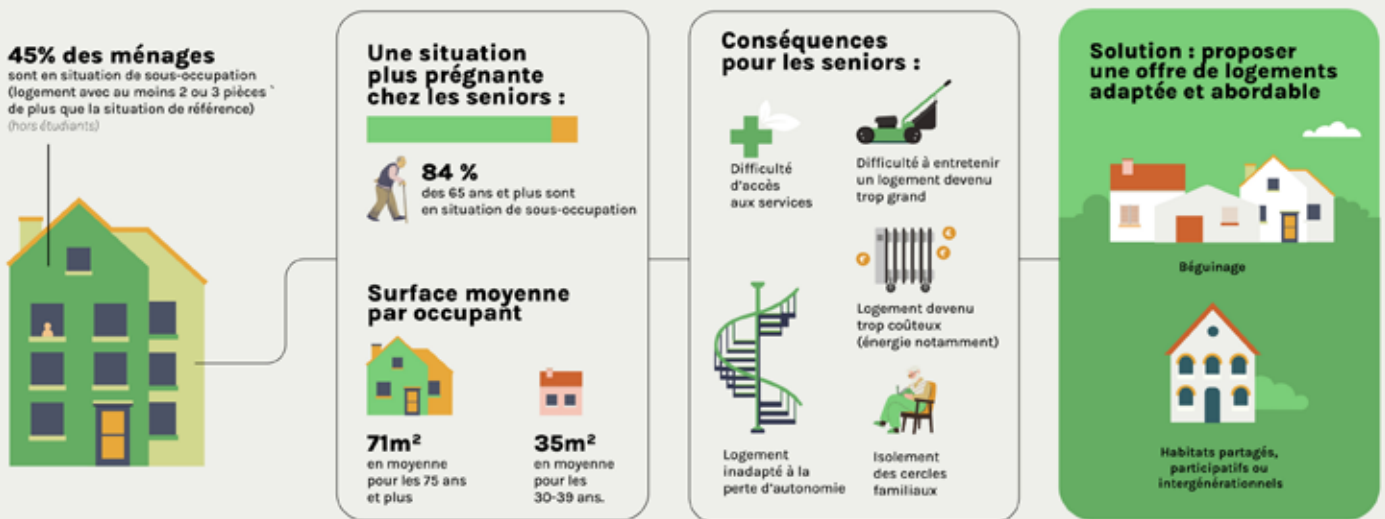 45% des ménages
sont en situation de sous-occupation
(logement avec au moins 2 ou 3 pièces `
de plus que la situation de référence)
(hors étudiants)
Une situation
plus prégnante
chez les seniors :
84 %
des 65 ans et plus sont
en situation de sous-occupation
Surface moyenne
par occupant
71m²
en moyenne
pour les 75 ans
et plus
35m²
en moyenne
pour les
30-39 ans.
Conséquences
pour les seniors :
Difficulté
d'accès
aux services
Difficulté à entretenir
un logement devenu
trop grand
Logement devenu
trop coûteux
(énergie notamment)
Logement
inadapté à la
perte d'autonomie
Isolement
des cercles
familiaux
Solution : proposer
une offre de logements
adaptée et abordable
Béguinage
Habitats partagés,
participatifs ou
intergénérationnels